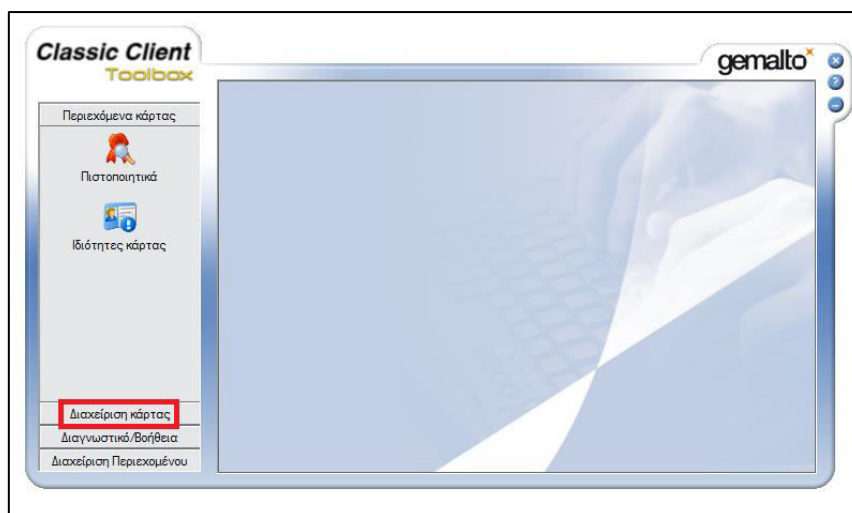 Classic Client
Toolbox
gemalto
Περιεχόμενα κάρτας
Πιστοποιητικά
Ιδιότητες κάρτας
Διαχείριση κάρτας
Διαγνωστικό/Βοήθεια
Διαχείριση Περιεχομένου